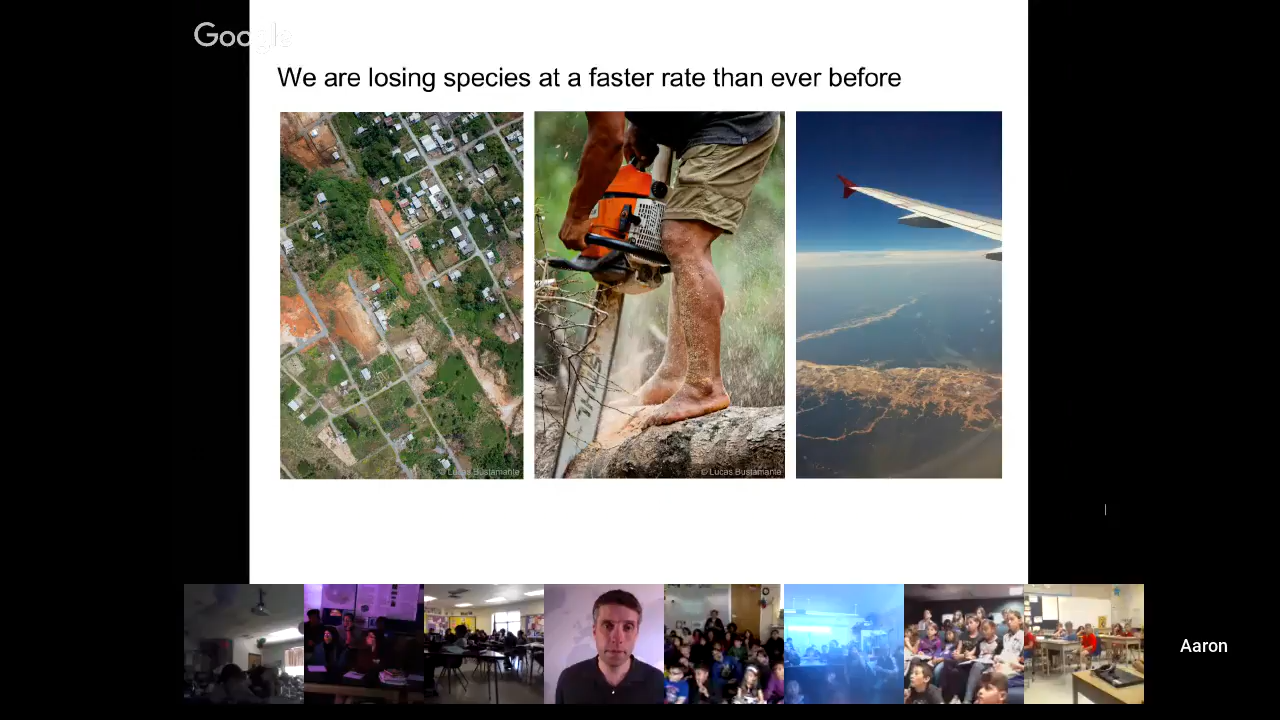 Google
We are losing species at a faster rate than ever before
© Lucas Bustamante
© Lucas Bustamante
Aaron